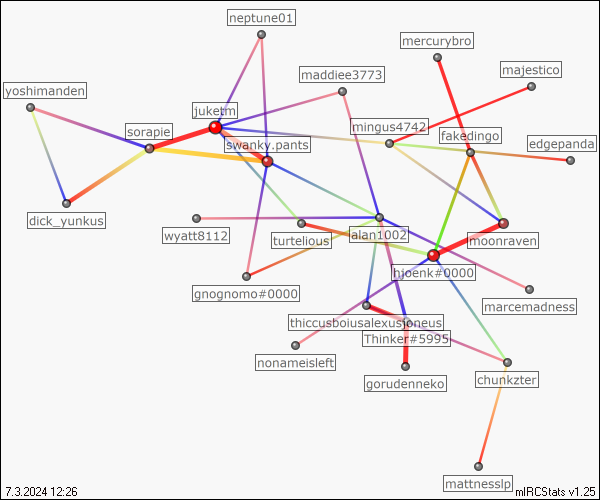 neptune01
mercurybro
majestico
maddiee3773
yoshimanden
juketm
mingus4742
sorapie
fakedingo
swanky.pants
edgepanda
dick_yunkus
wyatt8112
turtelious
alan1002
moonraven
hjoenk#0000
gnognomo#0000
marcemadness
thiccusboiusalexusjoneus
Thinker#5995
nonameisleft
gorudenneko
chunkzter
mattnesslp
7.3.2024 12:26
mIRCStats v1.25